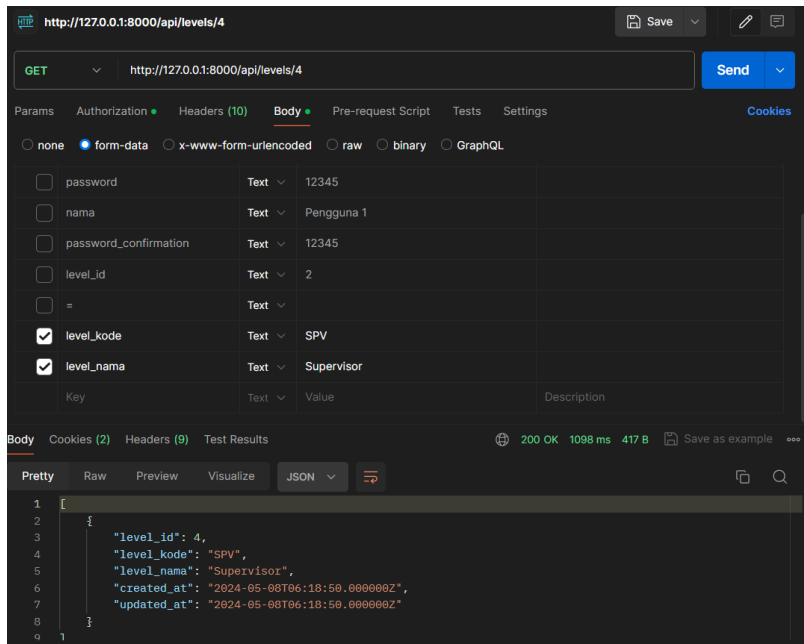 HTTP http://127.0.0.1:8000/api/levels/4 Save
GET http://127.0.0.1:8000/api/levels/4 Send
Params Authorization Headers (10) Body Pre-request Script Tests Settings Cookies
none form-data x-www-form-urlencoded raw binary GraphQL
password Text 12345
nama Text Pengguna 1
password_confirmation Text 12345
level_id Text 2
= Text
level_kode Text SPV
level_nama Text Supervisor
Key Text Value Description
Body Cookies (2) Headers (9) Test Results 200 OK 1098 ms 417 B Save as example
Pretty Raw Preview Visualize JSON
1 [
2 {
3 "level_id": 4,
4 "level_kode": "SPV",
5 "level_nama": "Supervisor",
6 "created_at": "2024-05-08T06:18:50.000000Z",
7 "updated_at": "2024-05-08T06:18:50.000000Z"
8 }
9 ]